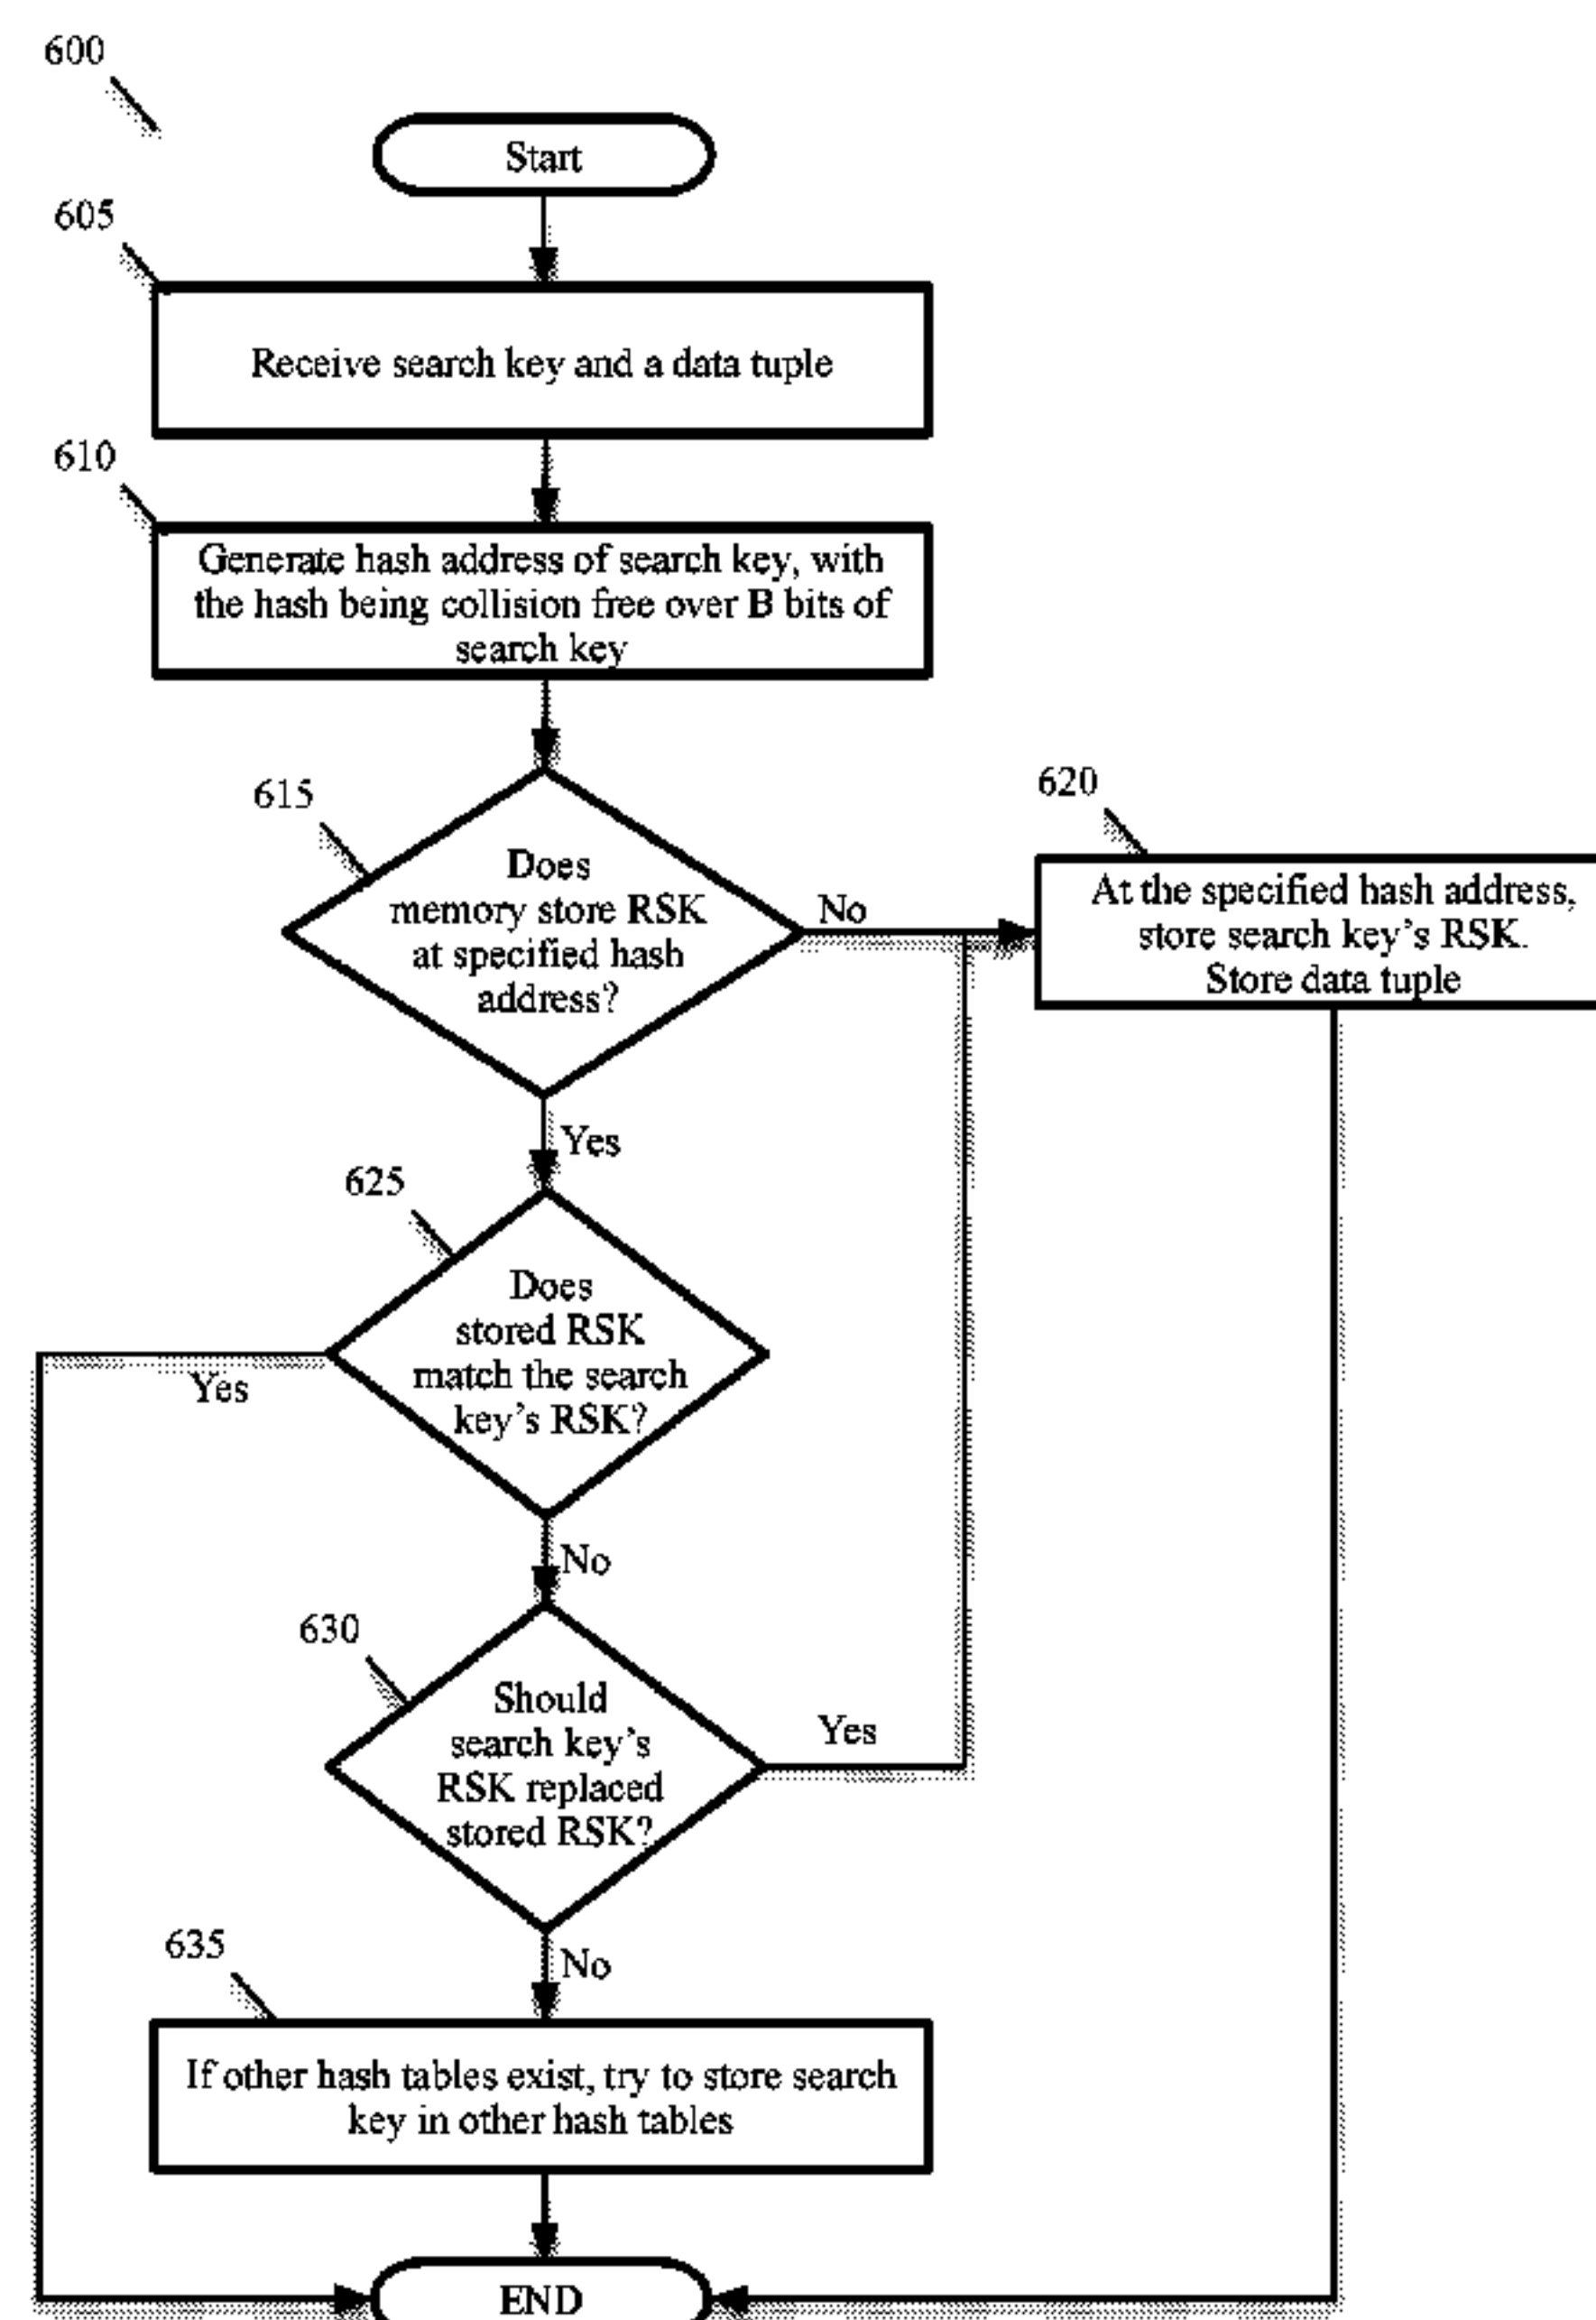 600
Start
605
Receive search key and a data tuple
610
Generate hash address of search key, with
the hash being collision free over B bits of
search key
615
Does
memory store RSK
at specified hash
address?
No
620
At the specified hash address,
store search key's RSK.
Store data tuple
Yes
625
Does
stored RSK
match the search
key's RSK?
Yes
No
630
Should
search key's
RSK replaced
stored RSK?
Yes
No
635
If other hash tables exist, try to store search
key in other hash tables
END